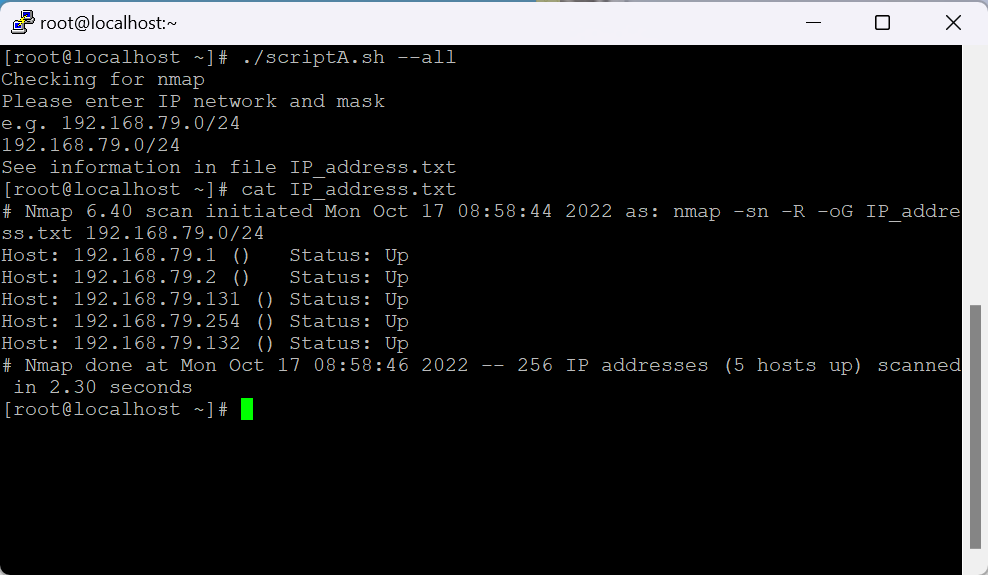 root@localhost:~
[root@localhost ~]# ./scriptA.sh --all
Checking for nmap
Please enter IP network and mask
e.g. 192.168.79.0/24
192.168.79.0/24
See information in file IP_address.txt
[root@localhost ~]# cat IP_address.txt
# Nmap 6.40 scan initiated Mon Oct 17 08:58:44 2022 as: nmap -sn -R -oG IP_addre
ss.txt 192.168.79.0/24
Host: 192.168.79.1 ()   Status: Up
Host: 192.168.79.2 ()   Status: Up
Host: 192.168.79.131 () Status: Up
Host: 192.168.79.254 () Status: Up
Host: 192.168.79.132 () Status: Up
# Nmap done at Mon Oct 17 08:58:46 2022 -- 256 IP addresses (5 hosts up) scanned
 in 2.30 seconds
[root@localhost ~]#